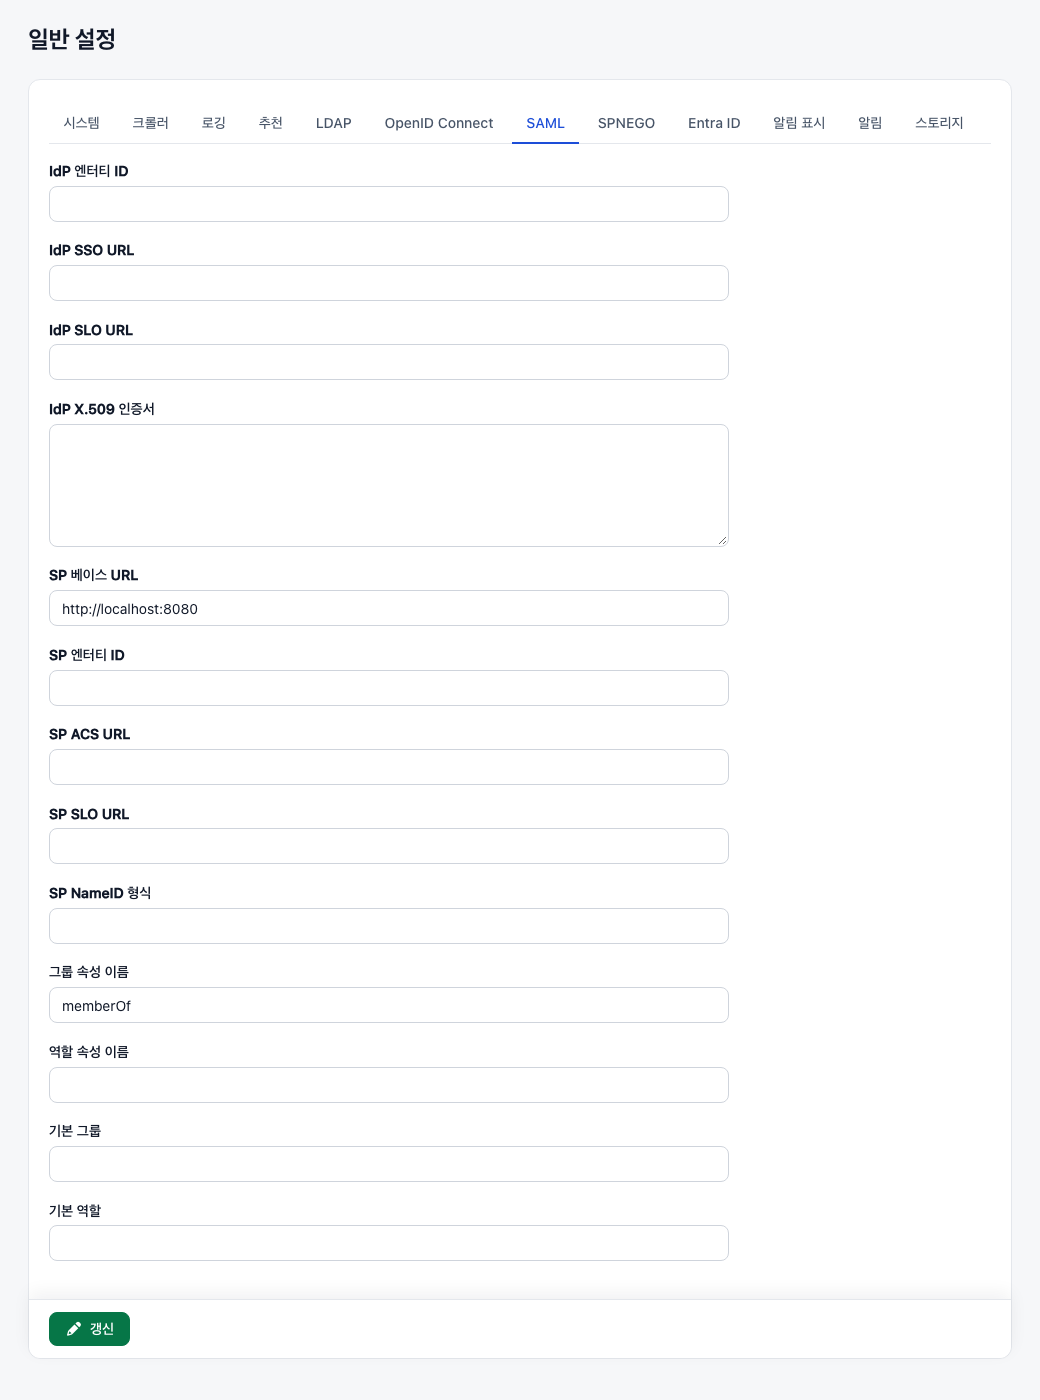 일반 설정
시스템 크롤러 로깅 추천 LDAP OpenID Connect SAML SPNEGO Entra ID 알림 표시 알림 스토리지
IdP 엔터티 ID
IdP SSO URL
IdP SLO URL
IdP X.509 인증서
SP 베이스 URL
http://localhost:8080
SP 엔터티 ID
SP ACS URL
SP SLO URL
SP NameID 형식
그룹 속성 이름
memberOf
역할 속성 이름
기본 그룹
기본 역할
갱신